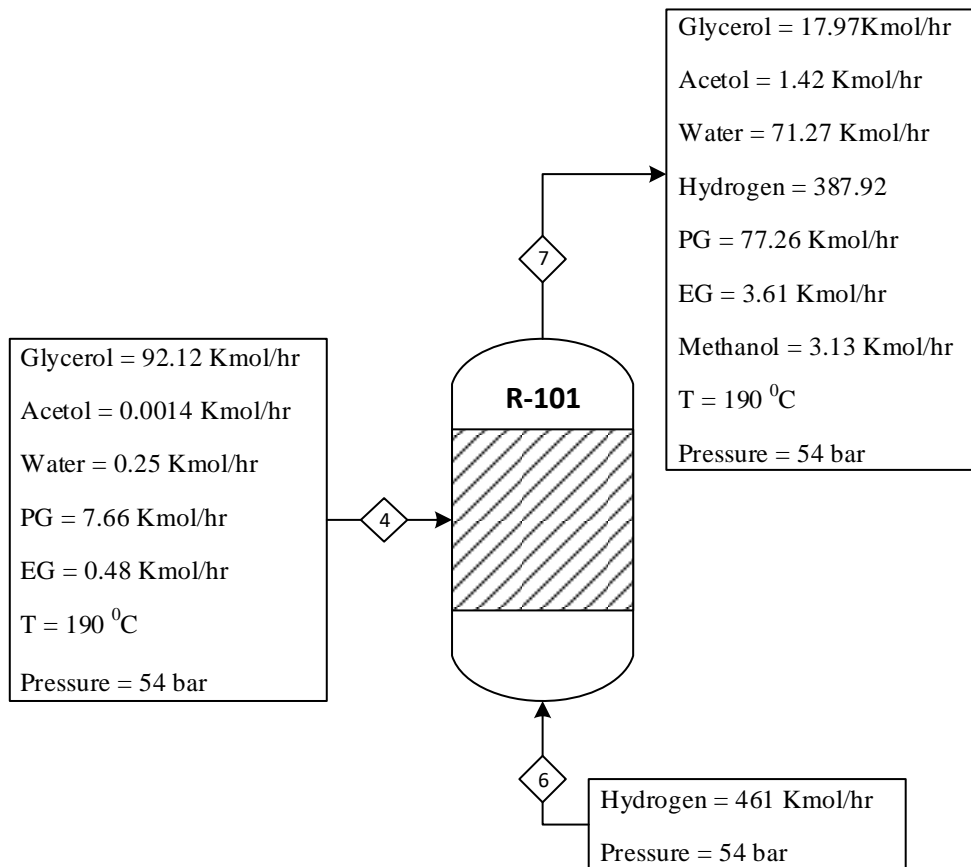 Glycerol = 17.97Kmol/hr
Acetol = 1.42 Kmol/hr
Water = 71.27 Kmol/hr
Hydrogen = 387.92
PG = 77.26 Kmol/hr
EG = 3.61 Kmol/hr
Methanol = 3.13 Kmol/hr
T = 190 ⁰C
Pressure = 54 bar
7
Glycerol = 92.12 Kmol/hr
Acetol = 0.0014 Kmol/hr
Water = 0.25 Kmol/hr
PG = 7.66 Kmol/hr
EG = 0.48 Kmol/hr
T = 190 ⁰C
Pressure = 54 bar
4
R-101
6
Hydrogen = 461 Kmol/hr
Pressure = 54 bar